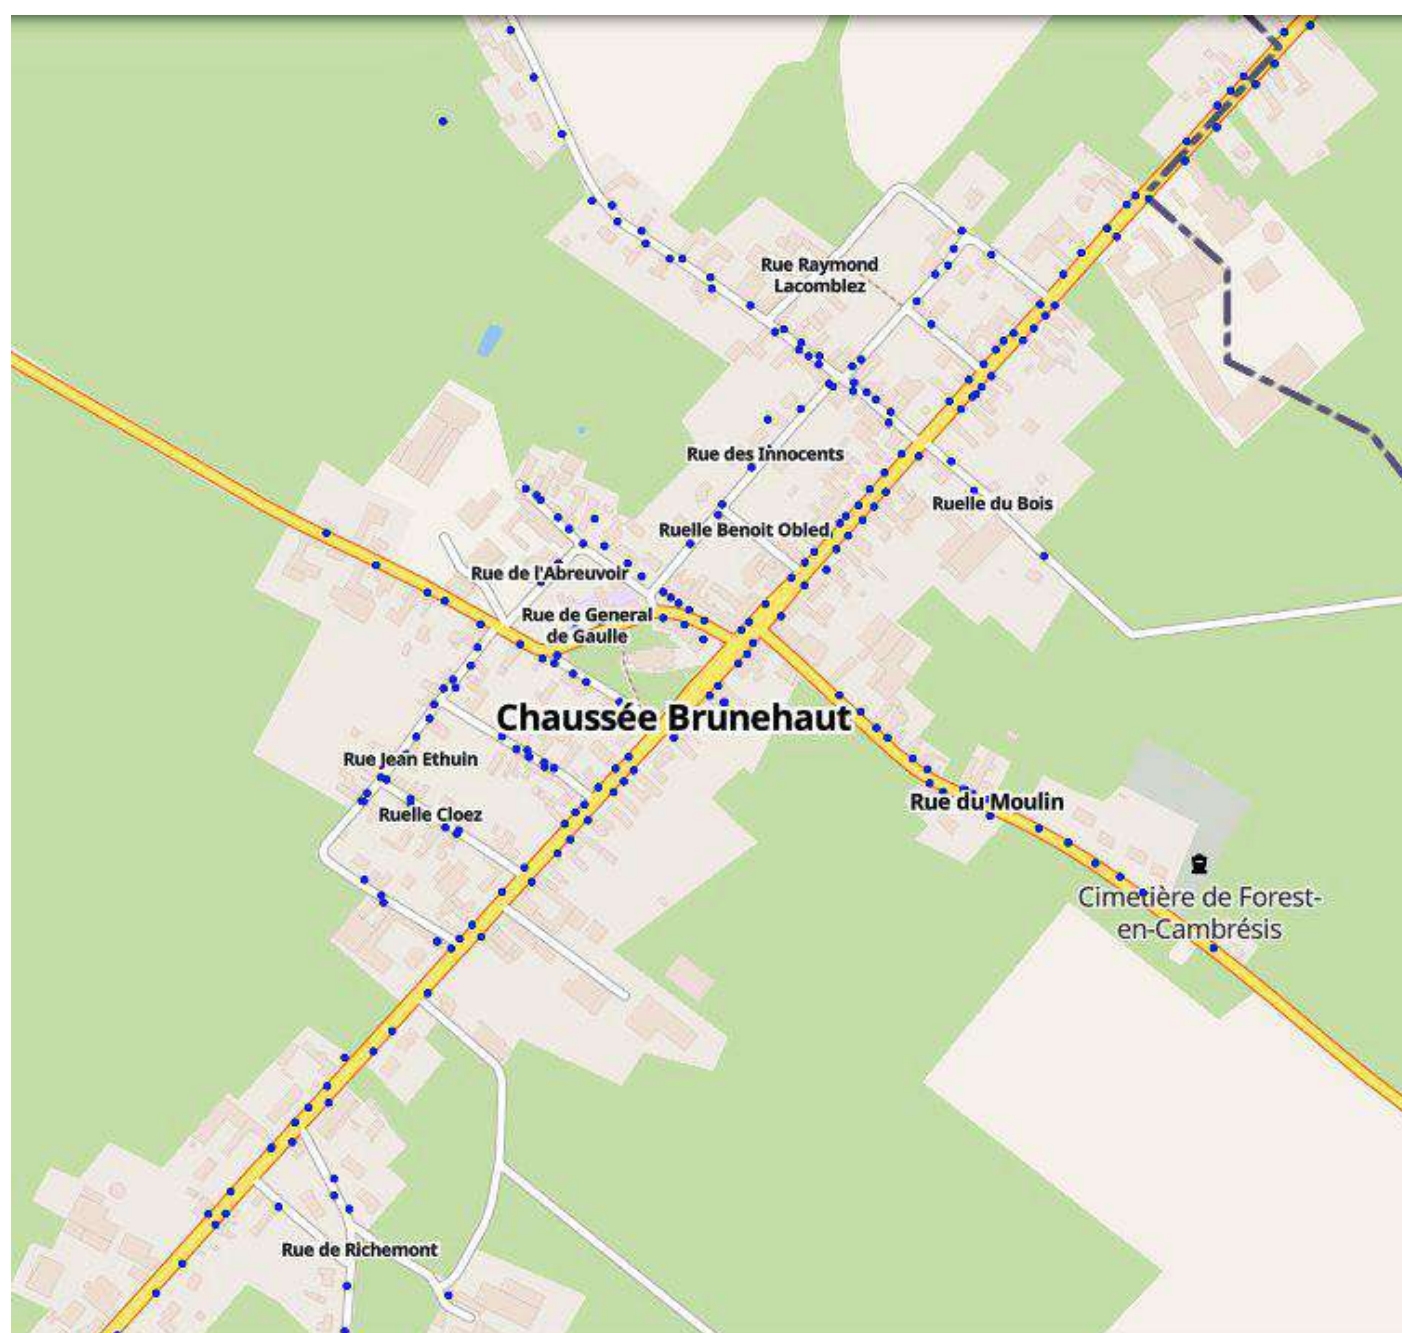 Rue Raymond
Lacomblez
Rue des Innocents
Ruelle du Bois
Ruelle Benoit Obled
Rue de l'Abreuvoir
Rue de General
de Gaulle
Chaussée Brunehaut
Rue Jean Ethuin
Rue du Moulin
Ruelle Cloez
Cimetière de Forest-
en-Cambrésis
Rue de Richemont